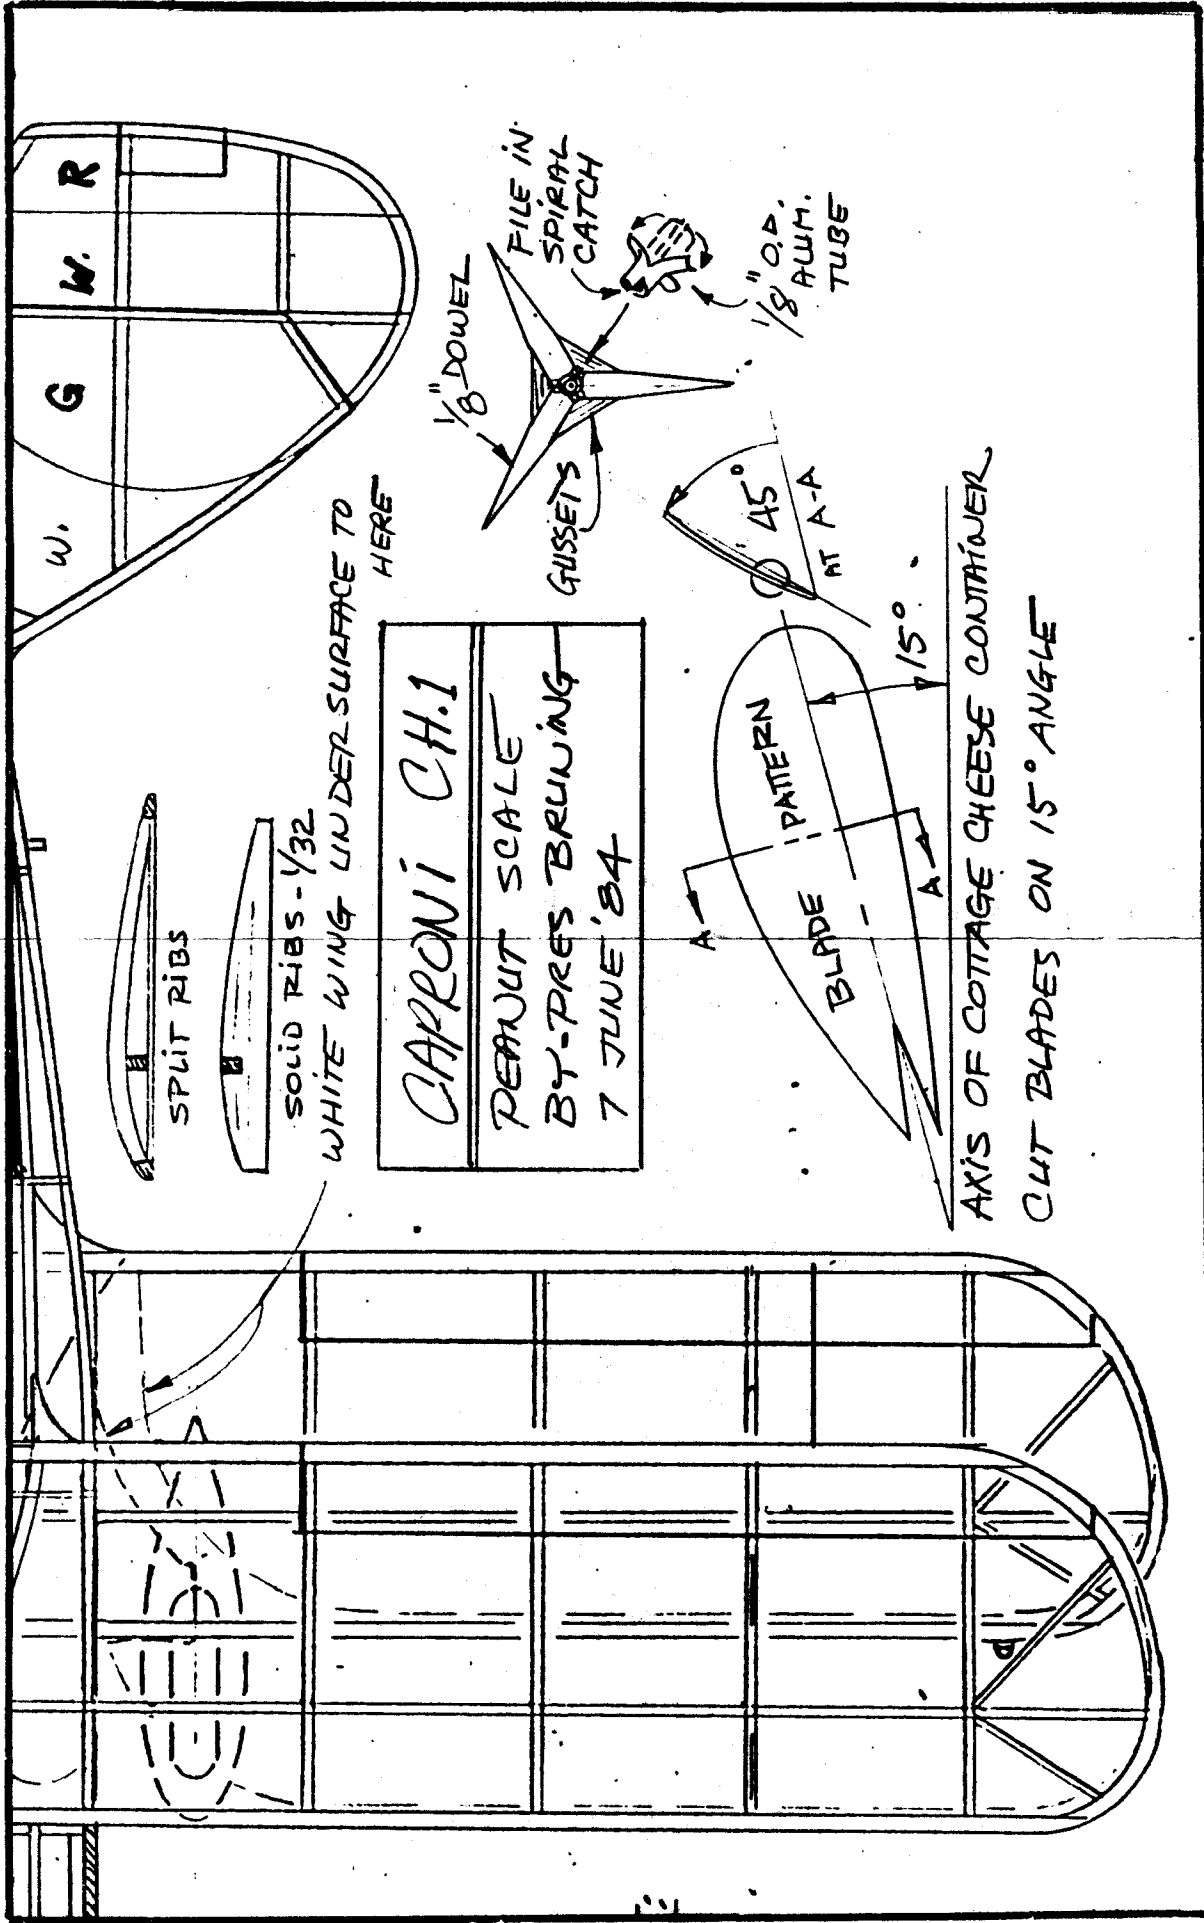 W.
G
W.
R
SPLIT RIBS
SOLID RIBS - 1/32
WHITE WING UNDERSURFACE TO
HERE
CAPRONI CH.1
PEANUT SCALE
BY-PRES BRUNING
7 JUNE '84
1/8" DOWEL
FILE IN
SPIRAL
CATCH
1/8" O.D.
ALUM.
TUBE
GUSSETS
45°
AT A-A
BLADE PATTERN
A
A
15°
AXIS OF COTTAGE CHEESE CONTAINER
CUT BLADES ON 15° ANGLE